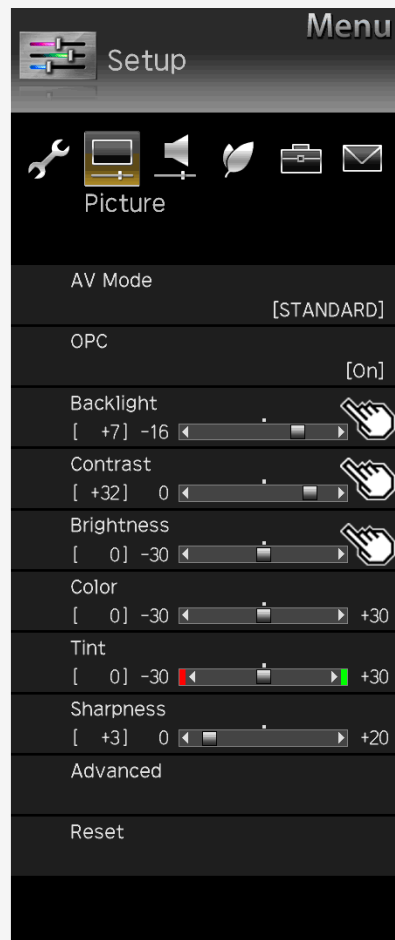 Menu
Setup
Picture
AV Mode
[STANDARD]
OPC
[On]
Backlight
[ +7] -16
Contrast
[ +32] 0
Brightness
[ 0] -30
Color
[ 0] -30 +30
Tint
[ 0] -30 +30
Sharpness
[ +3] 0 +20
Advanced
Reset